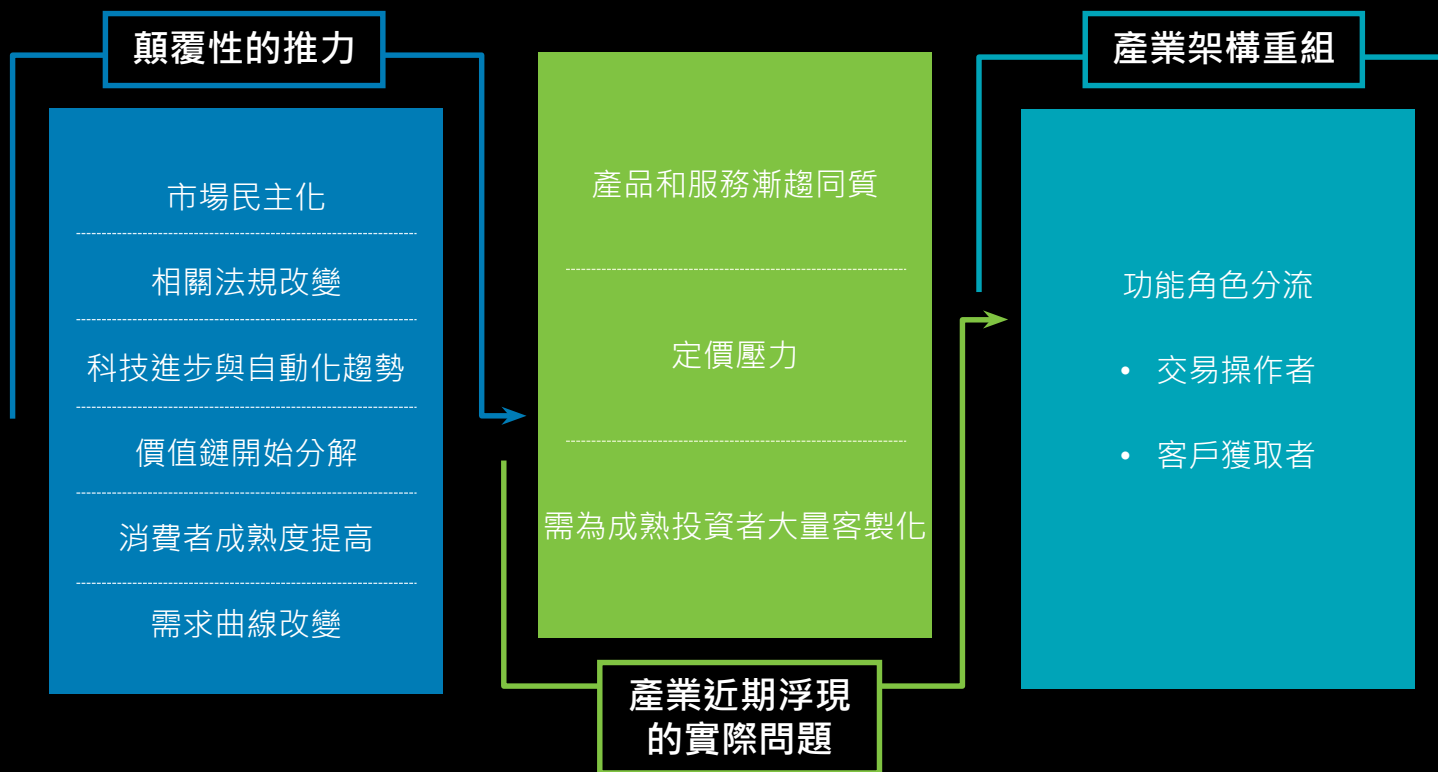 顛覆性的推力
市場民主化
相關法規改變
科技進步與自動化趨勢
價值鏈開始分解
消費者成熟度提高
需求曲線改變
產品和服務漸趨同質
定價壓力
需為成熟投資者大量客製化
產業近期浮現
的實際問題
產業架構重組
功能角色分流
• 交易操作者
• 客戶獲取者